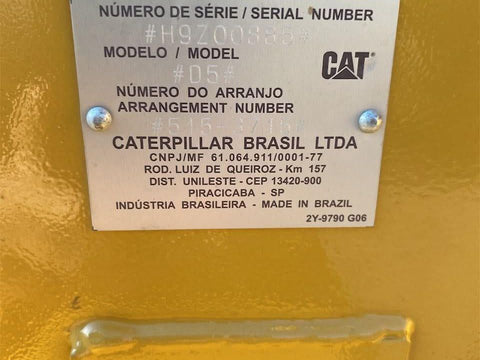 NÚMERO DE SÉRIE / SERIAL NUMBER
#H9Z00885#
MODELO / MODEL
CAT
#D5#
NÚMERO DO ARRANJO
ARRANGEMENT NUMBER
CATERPILLAR BRASIL LTDA
CNPJ/MF 61.064.911/0001-77
ROD. LUIZ DE QUEIROZ - Km 157
DIST. UNILESTE - CEP 13420-900
PIRACICABA - SP
INDÚSTRIA BRASILEIRA - MADE IN BRAZIL
2Y-9790 G06